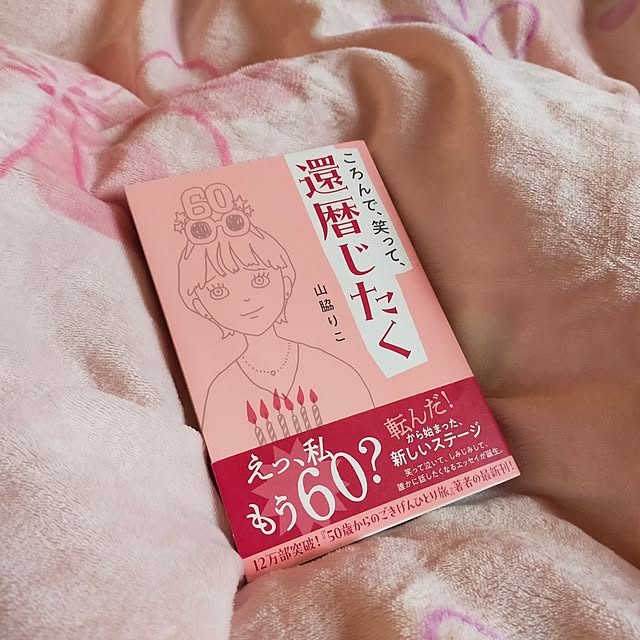 60
ころんで、笑って、
還暦じたく
山脇りこ
えっ、私
もう60?
転んだ!
から始まった、
新しいステージ
笑って泣いて、しみじみして、
誰かに話したくなるエッセイが誕生。
12万部突破!『50歳からのごきげんひとり旅』著者の最新刊!